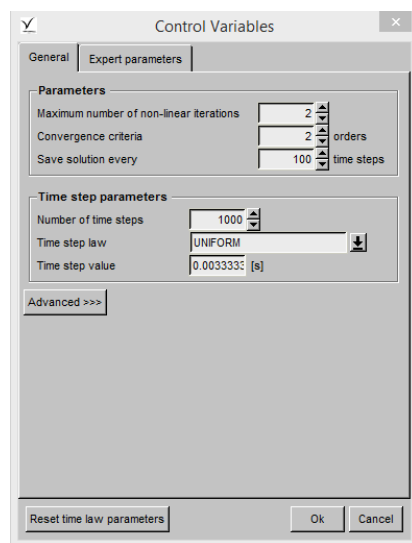 Control Variables
General Expert parameters
Parameters
Maximum number of non-linear iterations 2
Convergence criteria 2 orders
Save solution every 100 time steps
Time step parameters
Number of time steps 1000
Time step law UNIFORM
Time step value 0.0033333 [s]
Advanced >>>
Reset time law parameters Ok Cancel